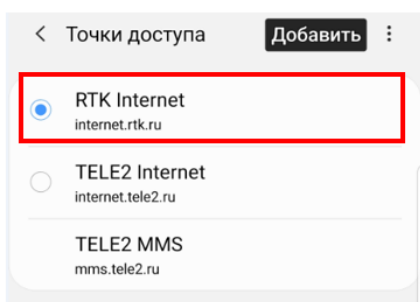 Точки доступа Добавить
RTK Internet
internet.rtk.ru
TELE2 Internet
internet.tele2.ru
TELE2 MMS
mms.tele2.ru